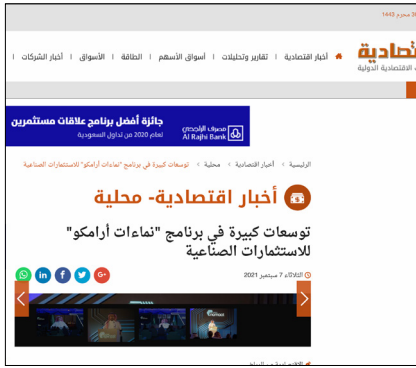 محرم 1443
صادية
الاقتصادية الدولية
أخبار اقتصادية | تقارير وتحليلات | أسواق الأسهم | الطاقة | الأسواق | أخبار الشركات |
جائزة أفضل برنامج علاقات مستثمرين
لعام 2020 من تداول السعودية
مصرف الراجحي
Al Rajhi Bank
الرئيسية > أخبار اقتصادية > محلية > توسعات كبيرة في برنامج "نماءات أرامكو" للاستثمارات الصناعية
أخبار اقتصادية- محلية
توسعات كبيرة في برنامج "نماءات أرامكو"
للاستثمارات الصناعية
الثلاثاء 7 سبتمبر 2021